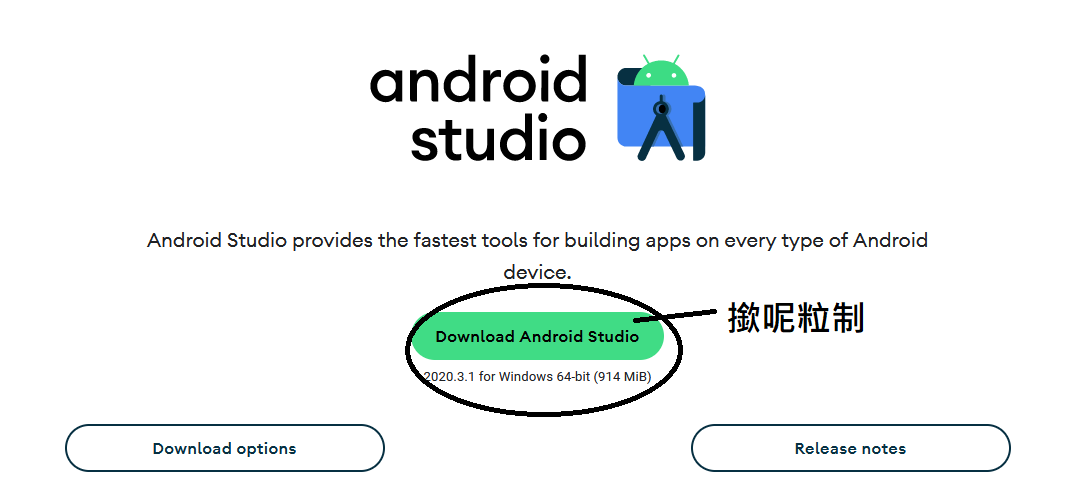 android
studio
Android Studio provides the fastest tools for building apps on every type of Android
device.
Download Android Studio
撳呢粒制
2020.3.1 for Windows 64-bit (914 MiB)
Download options
Release notes